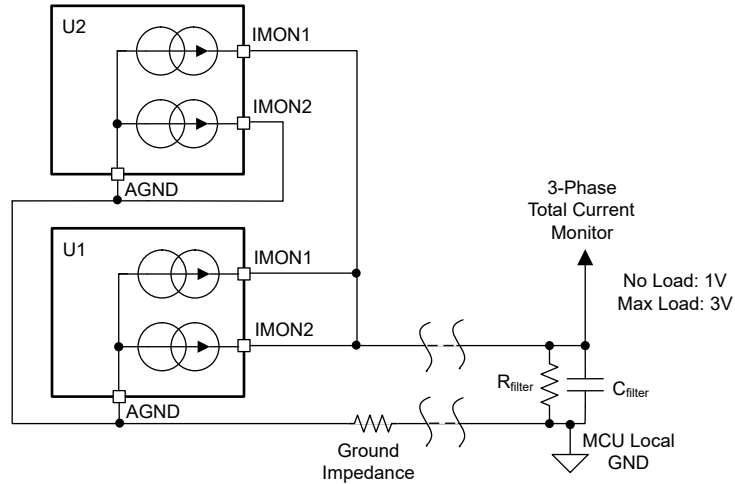 U2
IMON1
IMON2
AGND
U1
IMON1
IMON2
AGND
Ground
Impedance
3-Phase
Total Current
Monitor
No Load: 1V
Max Load: 3V
Rfilter
Cfilter
MCU Local
GND